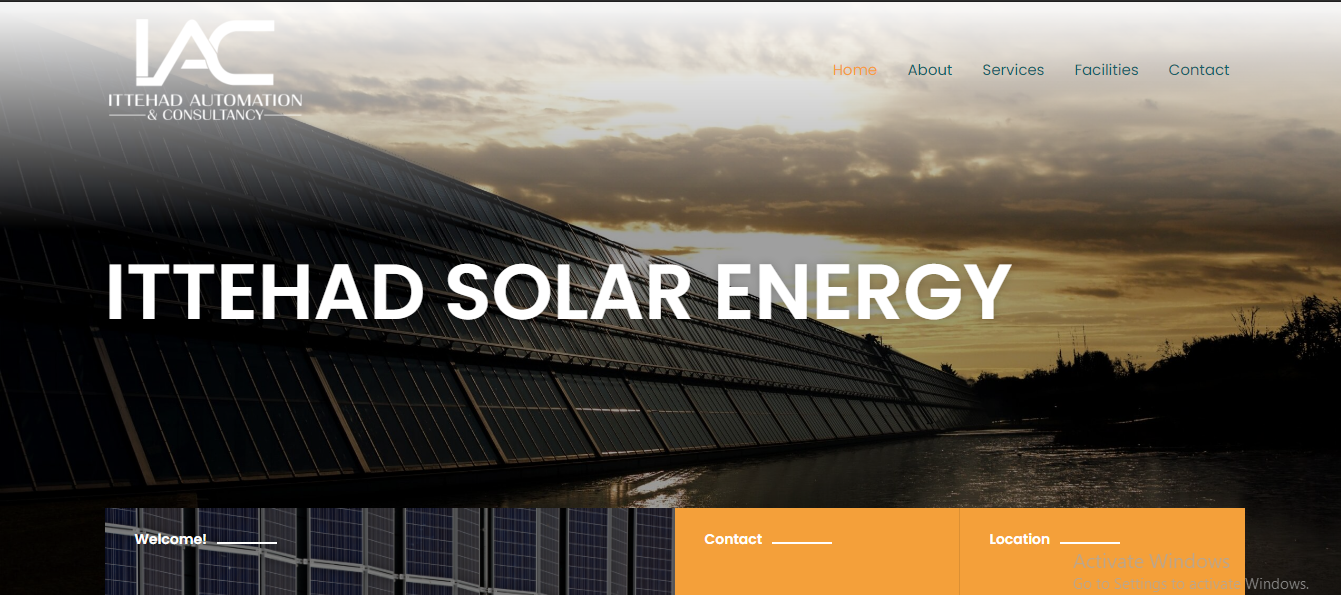 IAC
ITTEHAD AUTOMATION
& CONSULTANCY
Home About Services Facilities Contact
ITTEHAD SOLAR ENERGY
Welcome! Contact Location
Activate Windows
Go to Settings to activate Windows.